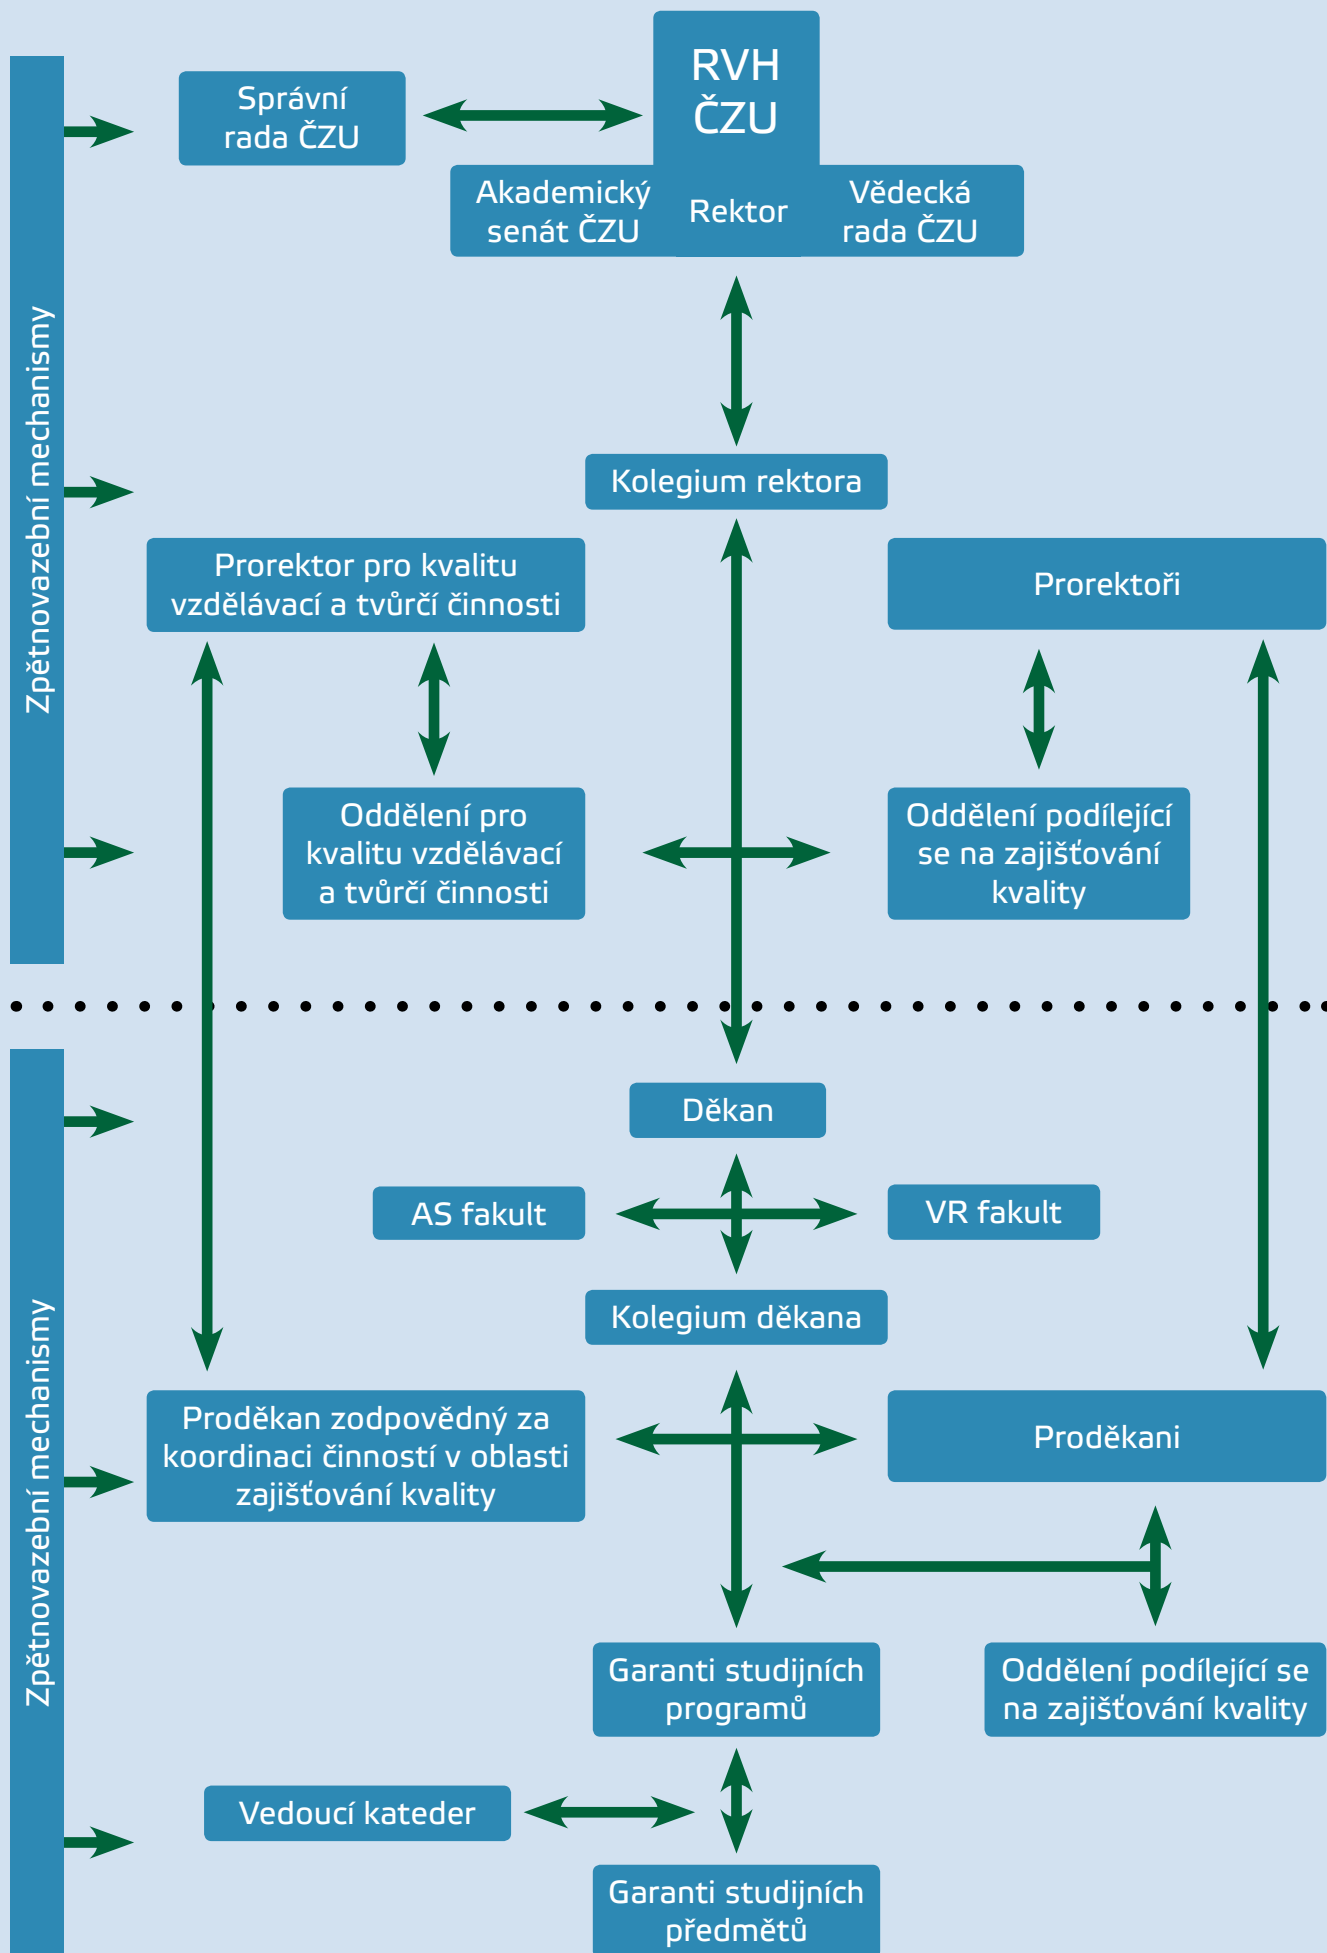 RVH
ČZU
Správní
rada ČZU
Akademický
senát ČZU
Rektor
Vědecká
rada ČZU
Zpětnovazební mechanismy
Kolegium rektora
Prorektor pro kvalitu
vzdělávací a tvůrčí činnosti
Prorektoři
Oddělení pro
kvalitu vzdělávací
a tvůrčí činnosti
Oddělení podílející
se na zajišťování
kvality
Zpětnovazební mechanismy
Děkan
AS fakult
VR fakult
Kolegium děkana
Proděkan zodpovědný za
koordinaci činností v oblasti
zajišťování kvality
Proděkani
Garanti studijních
programů
Oddělení podílející se
na zajišťování kvality
Vedoucí kateder
Garanti studijních
předmětů